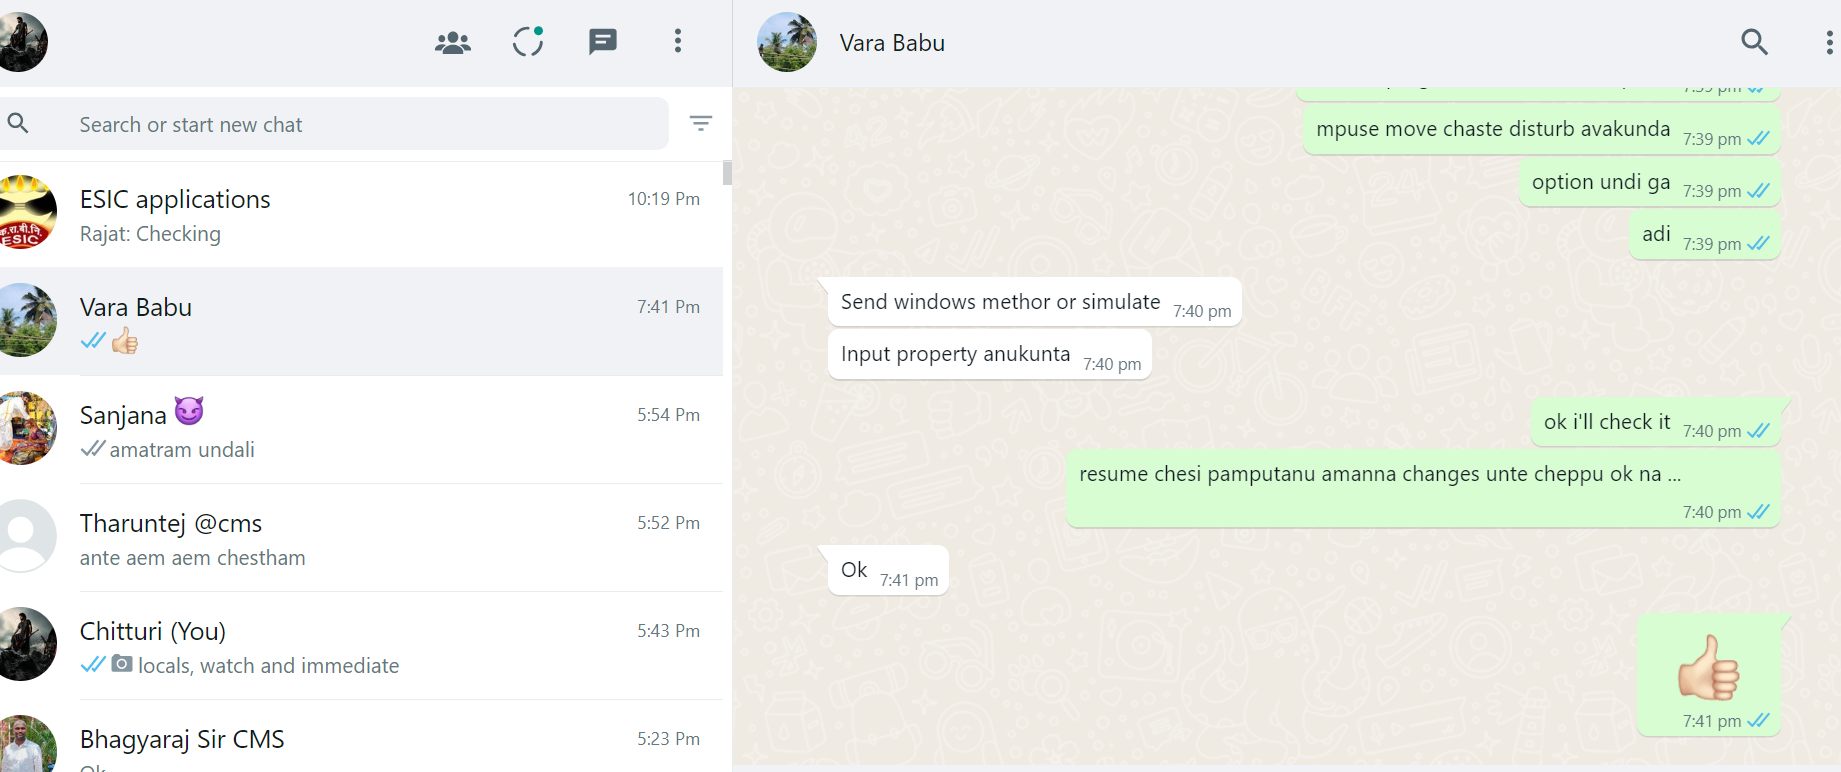 Search or start new chat
ESIC applications
10:19 Pm
Rajat: Checking
Vara Babu
7:41 Pm
Sanjana
5:54 Pm
amatram undali
Tharuntej @cms
5:52 Pm
ante aem aem chestham
Chitturi (You)
5:43 Pm
locals, watch and immediate
Bhagyaraj Sir CMS
5:23 Pm
Ok
क.रा.बी.नि.
ESIC
Vara Babu
7:39 pm
mpuse move chaste disturb avakunda 7:39 pm
option undi ga 7:39 pm
adi 7:39 pm
Send windows methor or simulate 7:40 pm
Input property anukunta 7:40 pm
ok i'll check it 7:40 pm
resume chesi pamputanu amanna changes unte cheppu ok na ...
7:40 pm
Ok 7:41 pm
7:41 pm